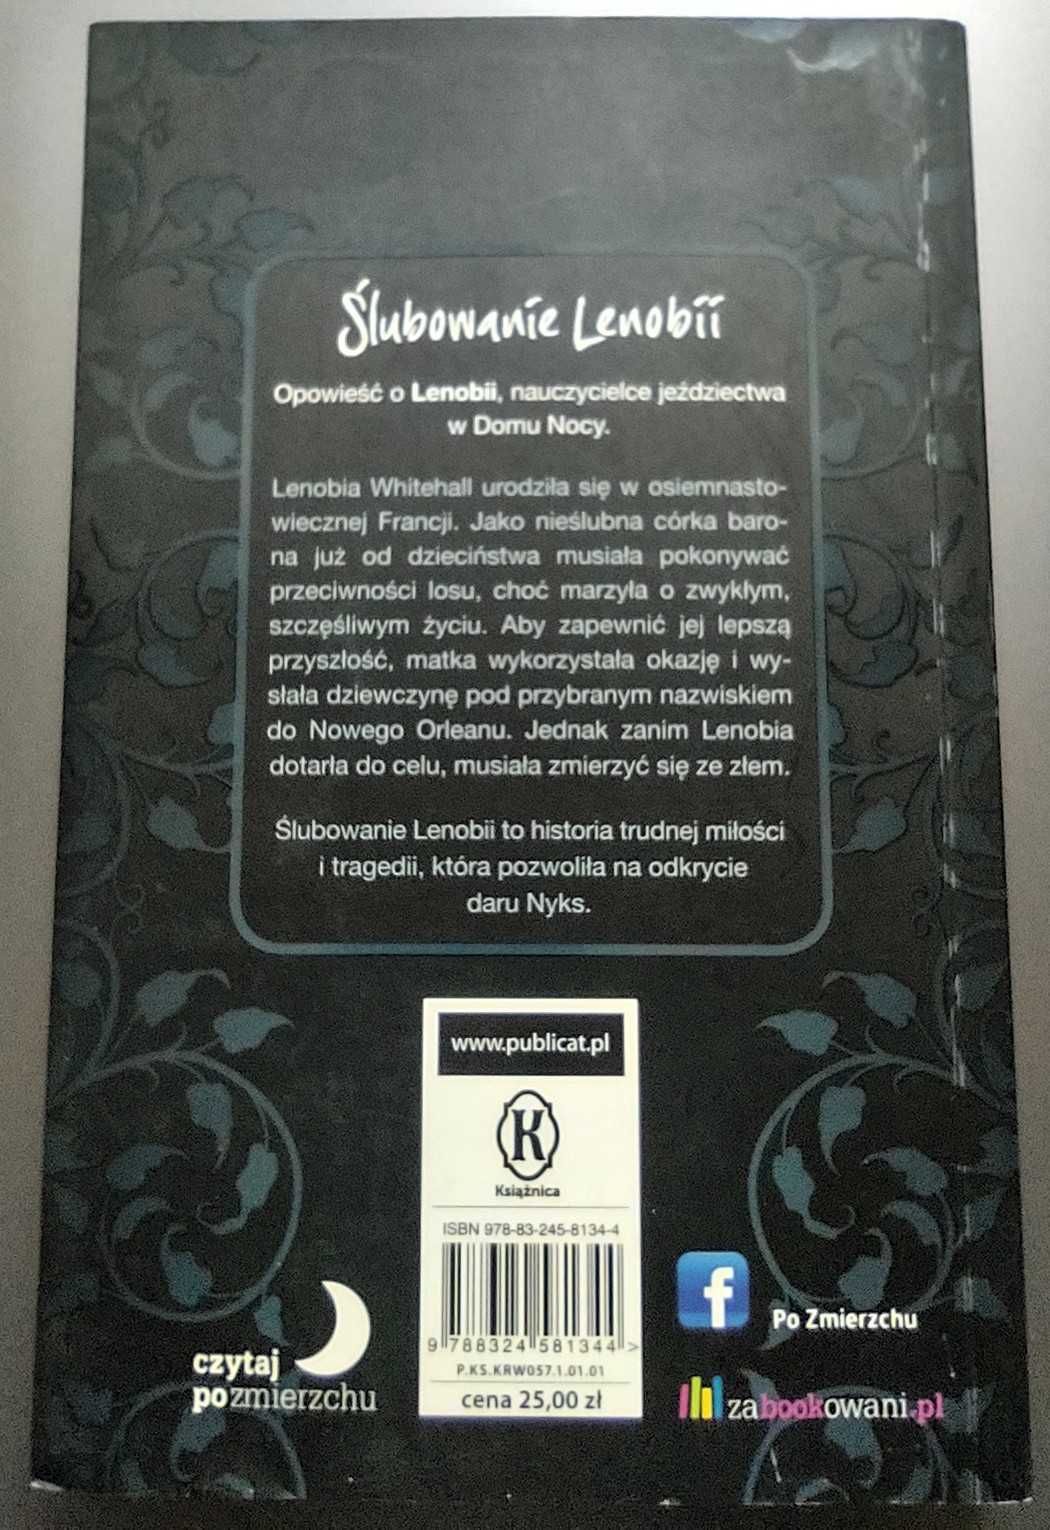 Ślubowanie Lenobii
Opowieść o Lenobii, nauczycielce jeździectwa
w Domu Nocy.
Lenobia Whitehall urodziła się w osiemnasto-
wiecznej Francji. Jako nieślubna córka baro-
na już od dzieciństwa musiała pokonywać
przeciwności losu, choć marzyła o zwykłym,
szczęśliwym życiu. Aby zapewnić jej lepszą
przyszłość, matka wykorzystała okazję i wy-
słała dziewczynę pod przybranym nazwiskiem
do Nowego Orleanu. Jednak zanim Lenobia
dotarła do celu, musiała zmierzyć się ze złem.
Ślubowanie Lenobii to historia trudnej miłości
i tragedii, która pozwoliła na odkrycie
daru Nyks.
www.publicat.pl
K
Książnica
ISBN 978-83-245-8134-4
9 788324 581344 >
P.KS.KRW057.1.01.01
cena 25,00 zł
czytaj
pozmierzchu
f
Po Zmierzchu
zabookowani.pl